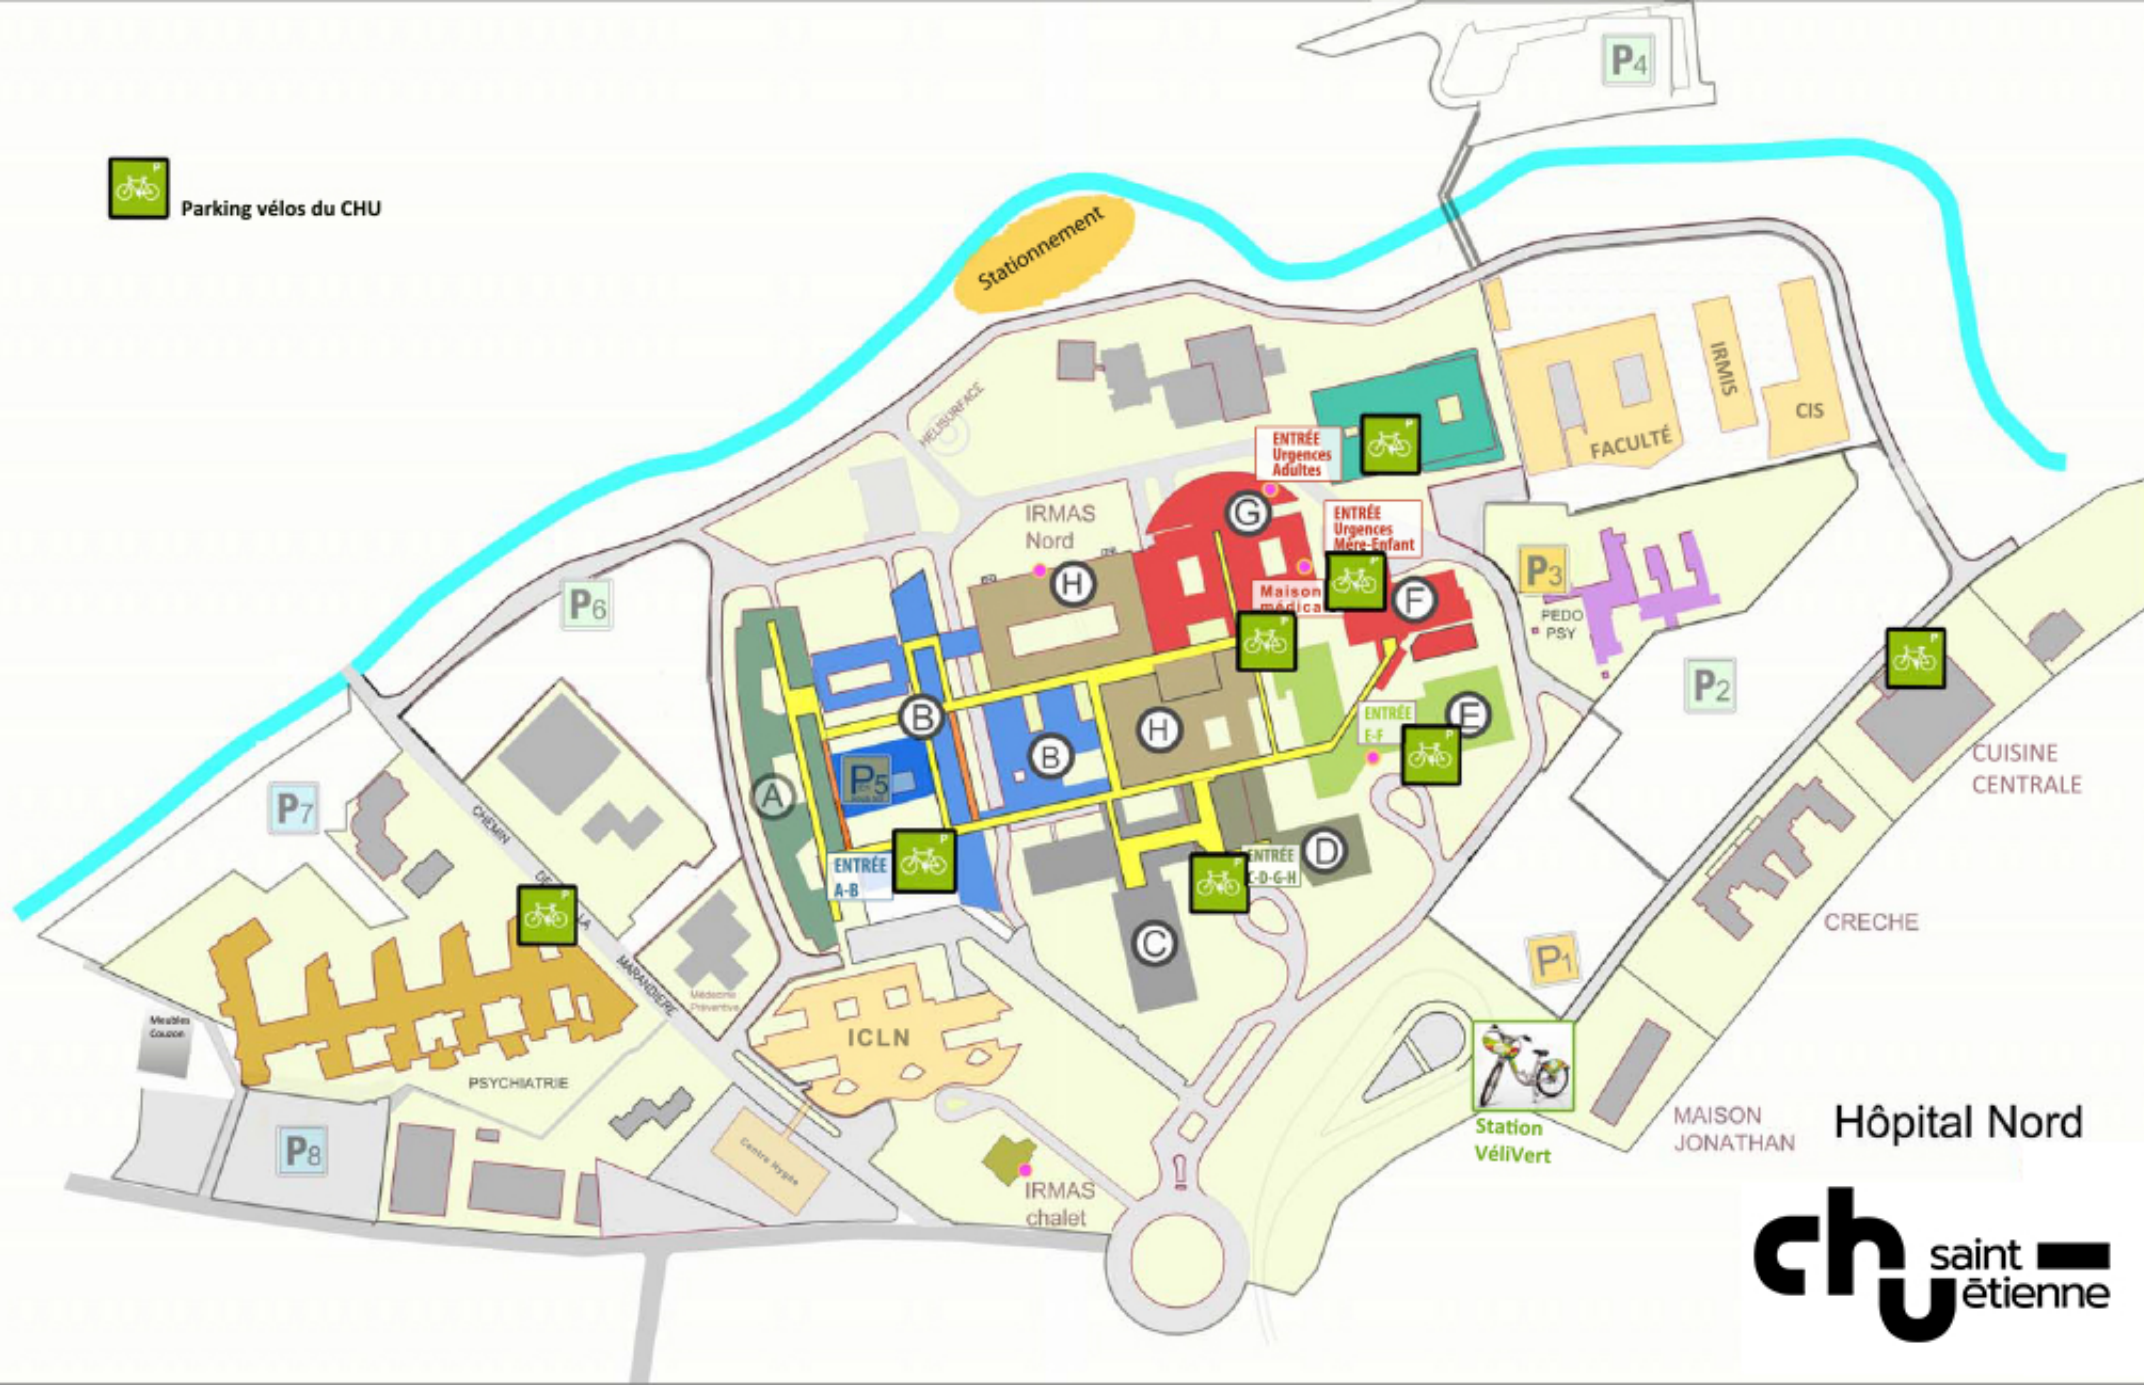 P4
P
Parking vélos du CHU
Stationnement
HELISURFACE
IRMIS
CIS
FACULTÉ
P
ENTRÉE
Urgences
Adultes
G
IRMAS
Nord
ENTRÉE
Urgences
Mère-Enfant
P
H
P3
Maison
F
P6
PEDO
PSY
P
P
P2
B
ENTRÉE
E-F
E
H
P
B
CUISINE
CENTRALE
P5
A
P7
CHEMIN
DE
LA
MARANDIERE
ENTRÉE
A-B
P
D
ENTRÉE
C-D-G-H
P
P
CRECHE
C
P1
Médecine
Préventive
Meubles
Couzon
ICLN
PSYCHIATRIE
P8
Centre Hygée
Station
VéliVert
MAISON
JONATHAN
Hôpital Nord
IRMAS
chalet
chu
saint
étienne